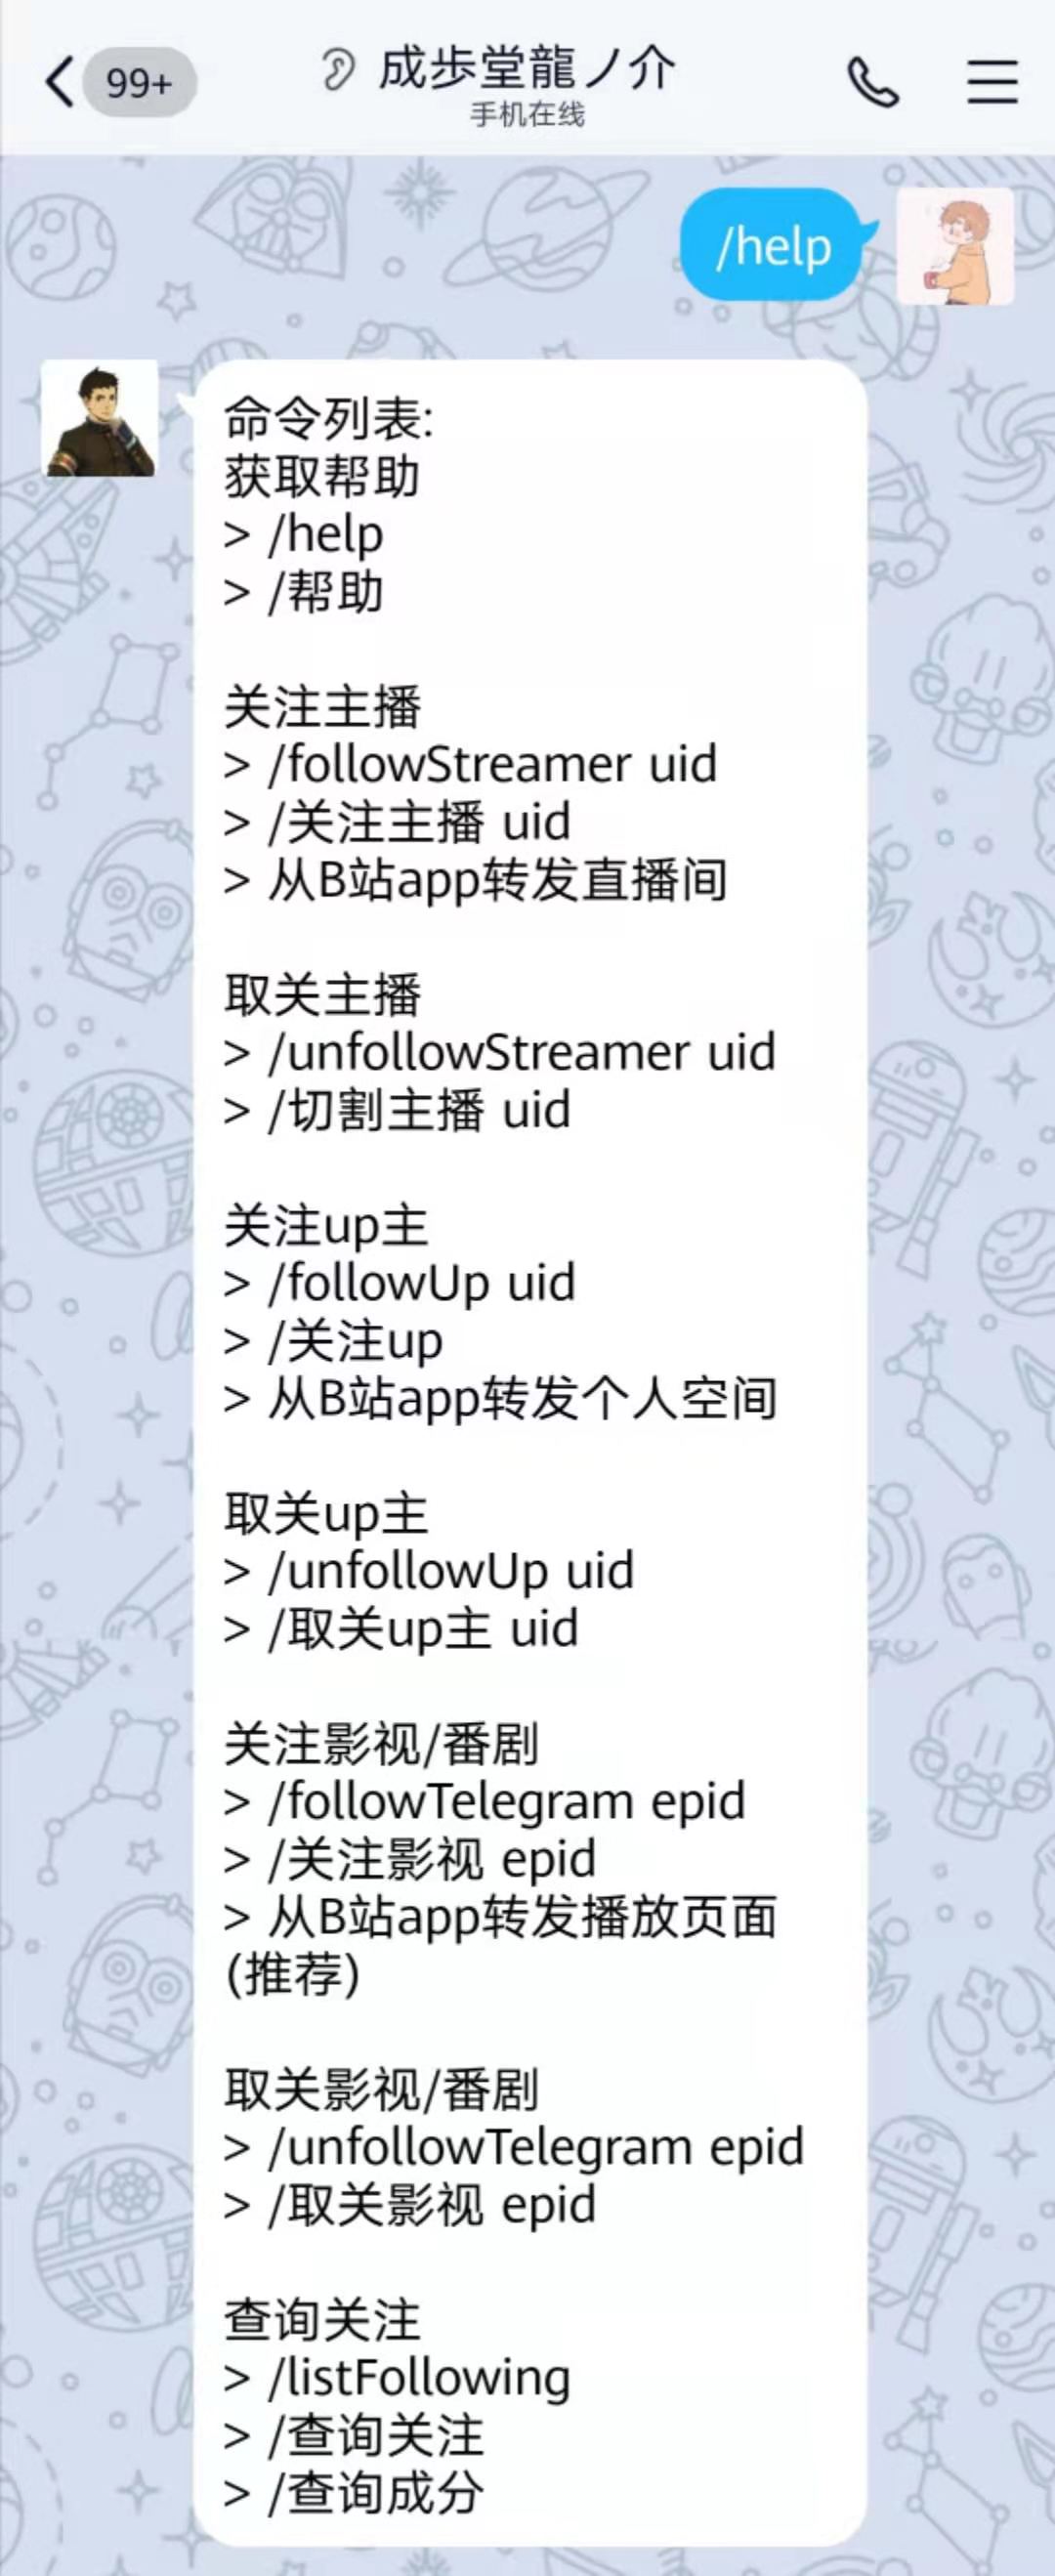 99+
成歩堂龍ノ介
手机在线
/help
命令列表:
获取帮助
> /help
> /帮助
关注主播
> /followStreamer uid
> /关注主播 uid
> 从B站app转发直播间
取关主播
> /unfollowStreamer uid
> /切割主播 uid
关注up主
> /followUp uid
> /关注up
> 从B站app转发个人空间
取关up主
> /unfollowUp uid
> /取关up主 uid
关注影视/番剧
> /followTelegram epid
> /关注影视 epid
> 从B站app转发播放页面
(推荐)
取关影视/番剧
> /unfollowTelegram epid
> /取关影视 epid
查询关注
> /listFollowing
> /查询关注
> /查询成分